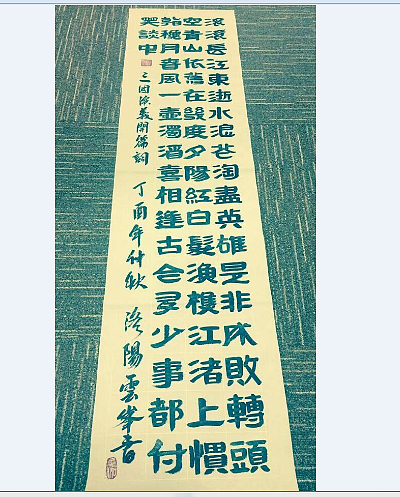 滚滚長江東逝水浪花淘盡英雄是非成敗轉頭
空青山依舊在幾度夕陽紅白髮漁樵江渚上慣
看秋月春風一壺濁酒喜相逢古今多少事都付
笑談中
三国演義開篇詞 丁酉年仲秋 洛陽雲峯書